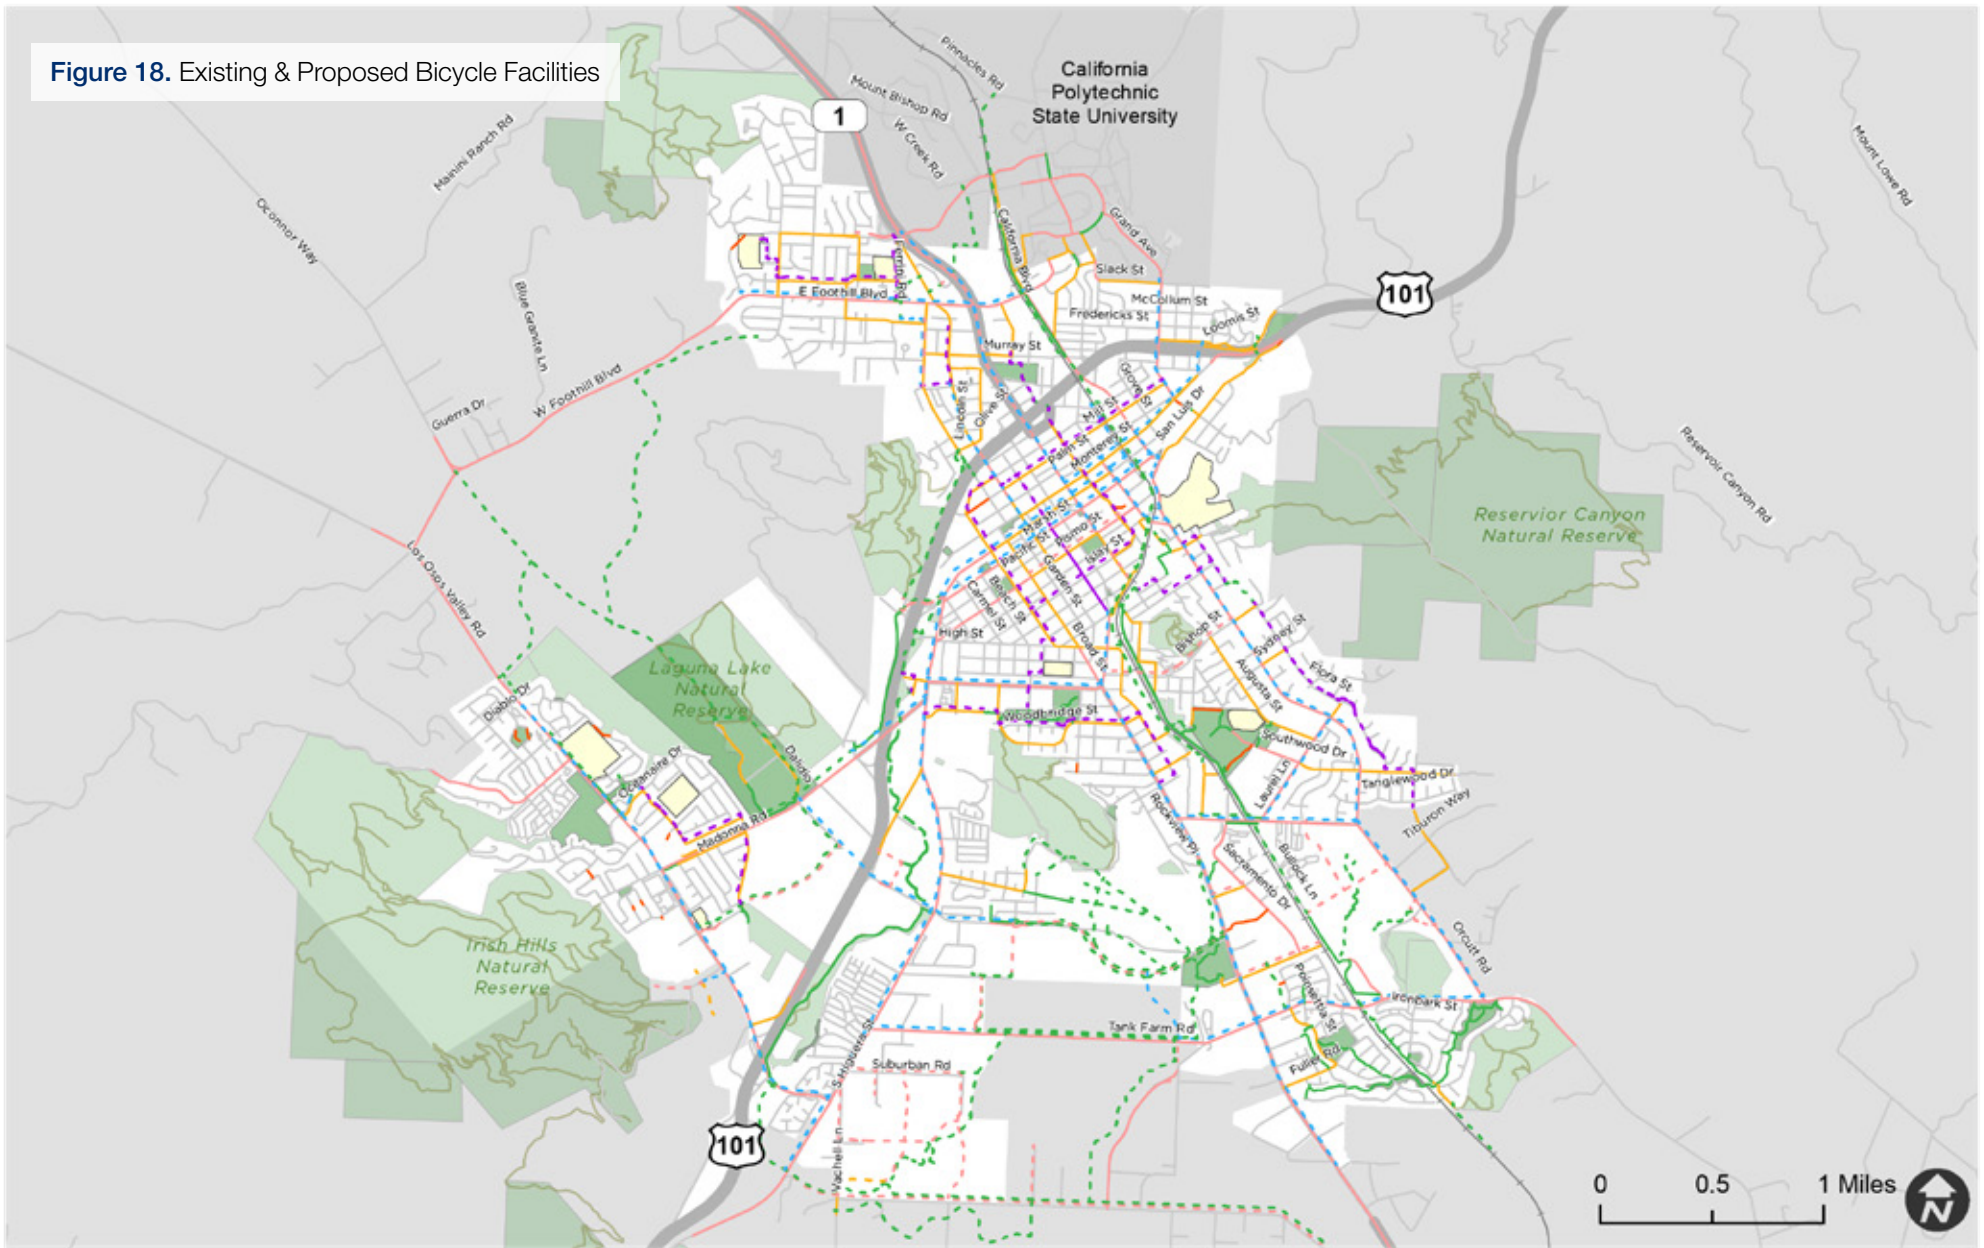 Figure 18. Existing & Proposed Bicycle Facilities
California
Polytechnic
State University
1
Pinnacles Rd
Mount Bishop Rd
W Creek Rd
Mainini Ranch Rd
Oconnor Way
Mount Lowe Rd
Grand Ave
California Blvd
Slack St
Ferrini Rd
E Foothill Blvd
McCollum St
Fredericks St
Loomis St
101
Blue Granite Ln
Murray St
W Foothill Blvd
Guerra Dr
Grove St
Lincoln St
Olive St
Mill St
San Luis Dr
Palm St
Monterey St
Reservoir Canyon Rd
Reservior Canyon
Natural Reserve
Marsh St
Pismo St
Pacific St
Islay St
Garden St
Los Osos Valley Rd
Beech St
Carmel St
High St
Broad St
Bishop St
Sydney St
Flora St
Augusta St
Laguna Lake
Natural
Reserve
Diablo Dr
Woodbridge St
Southwood Dr
Oceanaire Dr
Dalidio
Laurel Ln
Tanglewood Dr
Tiburon Way
Madonna Rd
Rockview Pl
Sacramento Dr
Bullock Ln
Orcutt Rd
Irish Hills
Natural
Reserve
Poinsettia St
Ironbark St
Tank Farm Rd
S Higuera St
Suburban Rd
Fuller Rd
101
Vachell Ln
0 0.5 1 Miles
N